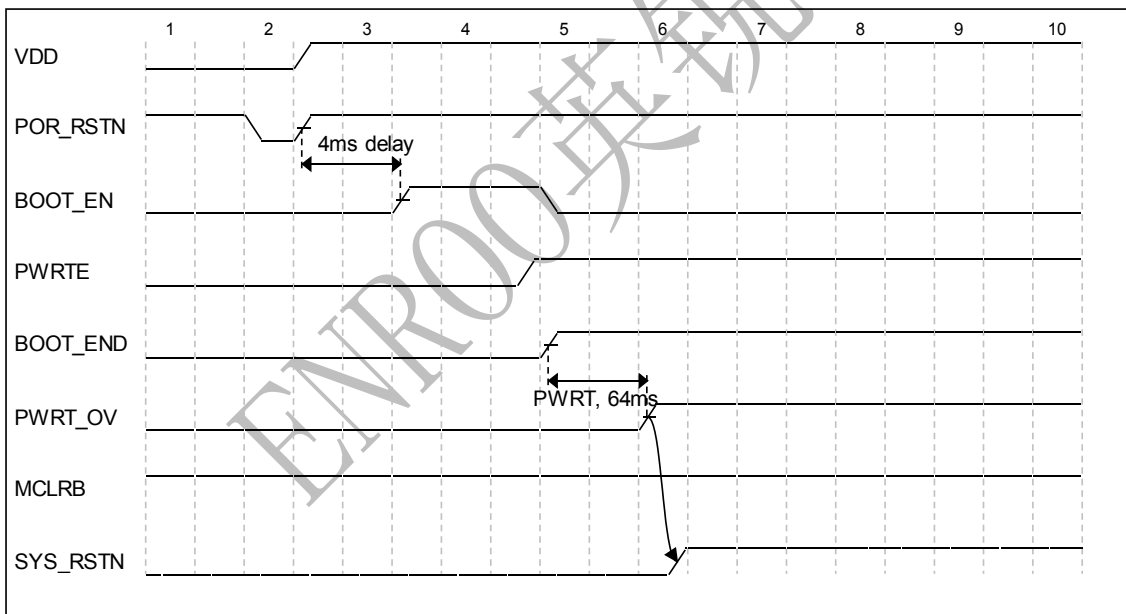 1 2 3 4 5 6 7 8 9 10
VDD
POR_RSTN
4ms delay
BOOT_EN
PWRTE
BOOT_END
PWRT, 64ms
PWRT_OV
MCLRB
SYS_RSTN
ENROO英锐